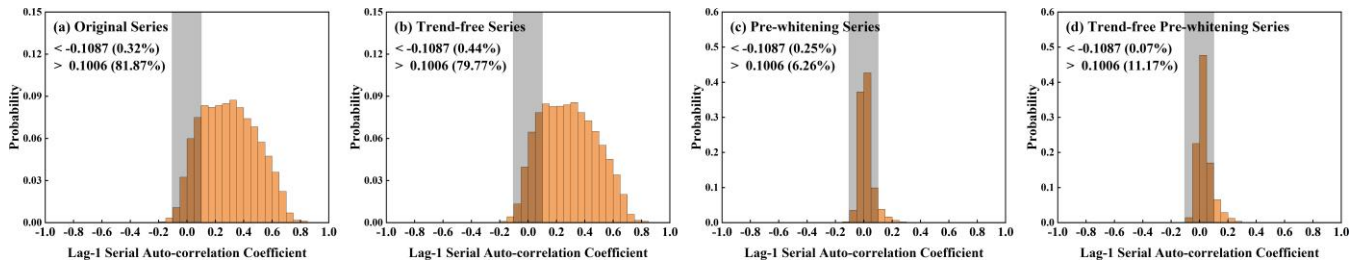 (a) Original Series
< -0.1087 (0.32%)
> 0.1006 (81.87%)
0.15
0.12
0.09
0.06
0.03
0.00
Probability
-1.0 -0.8 -0.6 -0.4 -0.2 0.0 0.2 0.4 0.6 0.8 1.0
Lag-1 Serial Auto-correlation Coefficient
(b) Trend-free Series
< -0.1087 (0.44%)
> 0.1006 (79.77%)
0.15
0.12
0.09
0.06
0.03
0.00
Probability
-1.0 -0.8 -0.6 -0.4 -0.2 0.0 0.2 0.4 0.6 0.8 1.0
Lag-1 Serial Auto-correlation Coefficient
(c) Pre-whitening Series
< -0.1087 (0.25%)
> 0.1006 (6.26%)
0.6
0.5
0.4
0.3
0.2
0.1
0.0
Probability
-1.0 -0.8 -0.6 -0.4 -0.2 0.0 0.2 0.4 0.6 0.8 1.0
Lag-1 Serial Auto-correlation Coefficient
(d) Trend-free Pre-whitening Series
< -0.1087 (0.07%)
> 0.1006 (11.17%)
0.6
0.5
0.4
0.3
0.2
0.1
0.0
Probability
-1.0 -0.8 -0.6 -0.4 -0.2 0.0 0.2 0.4 0.6 0.8 1.0
Lag-1 Serial Auto-correlation Coefficient